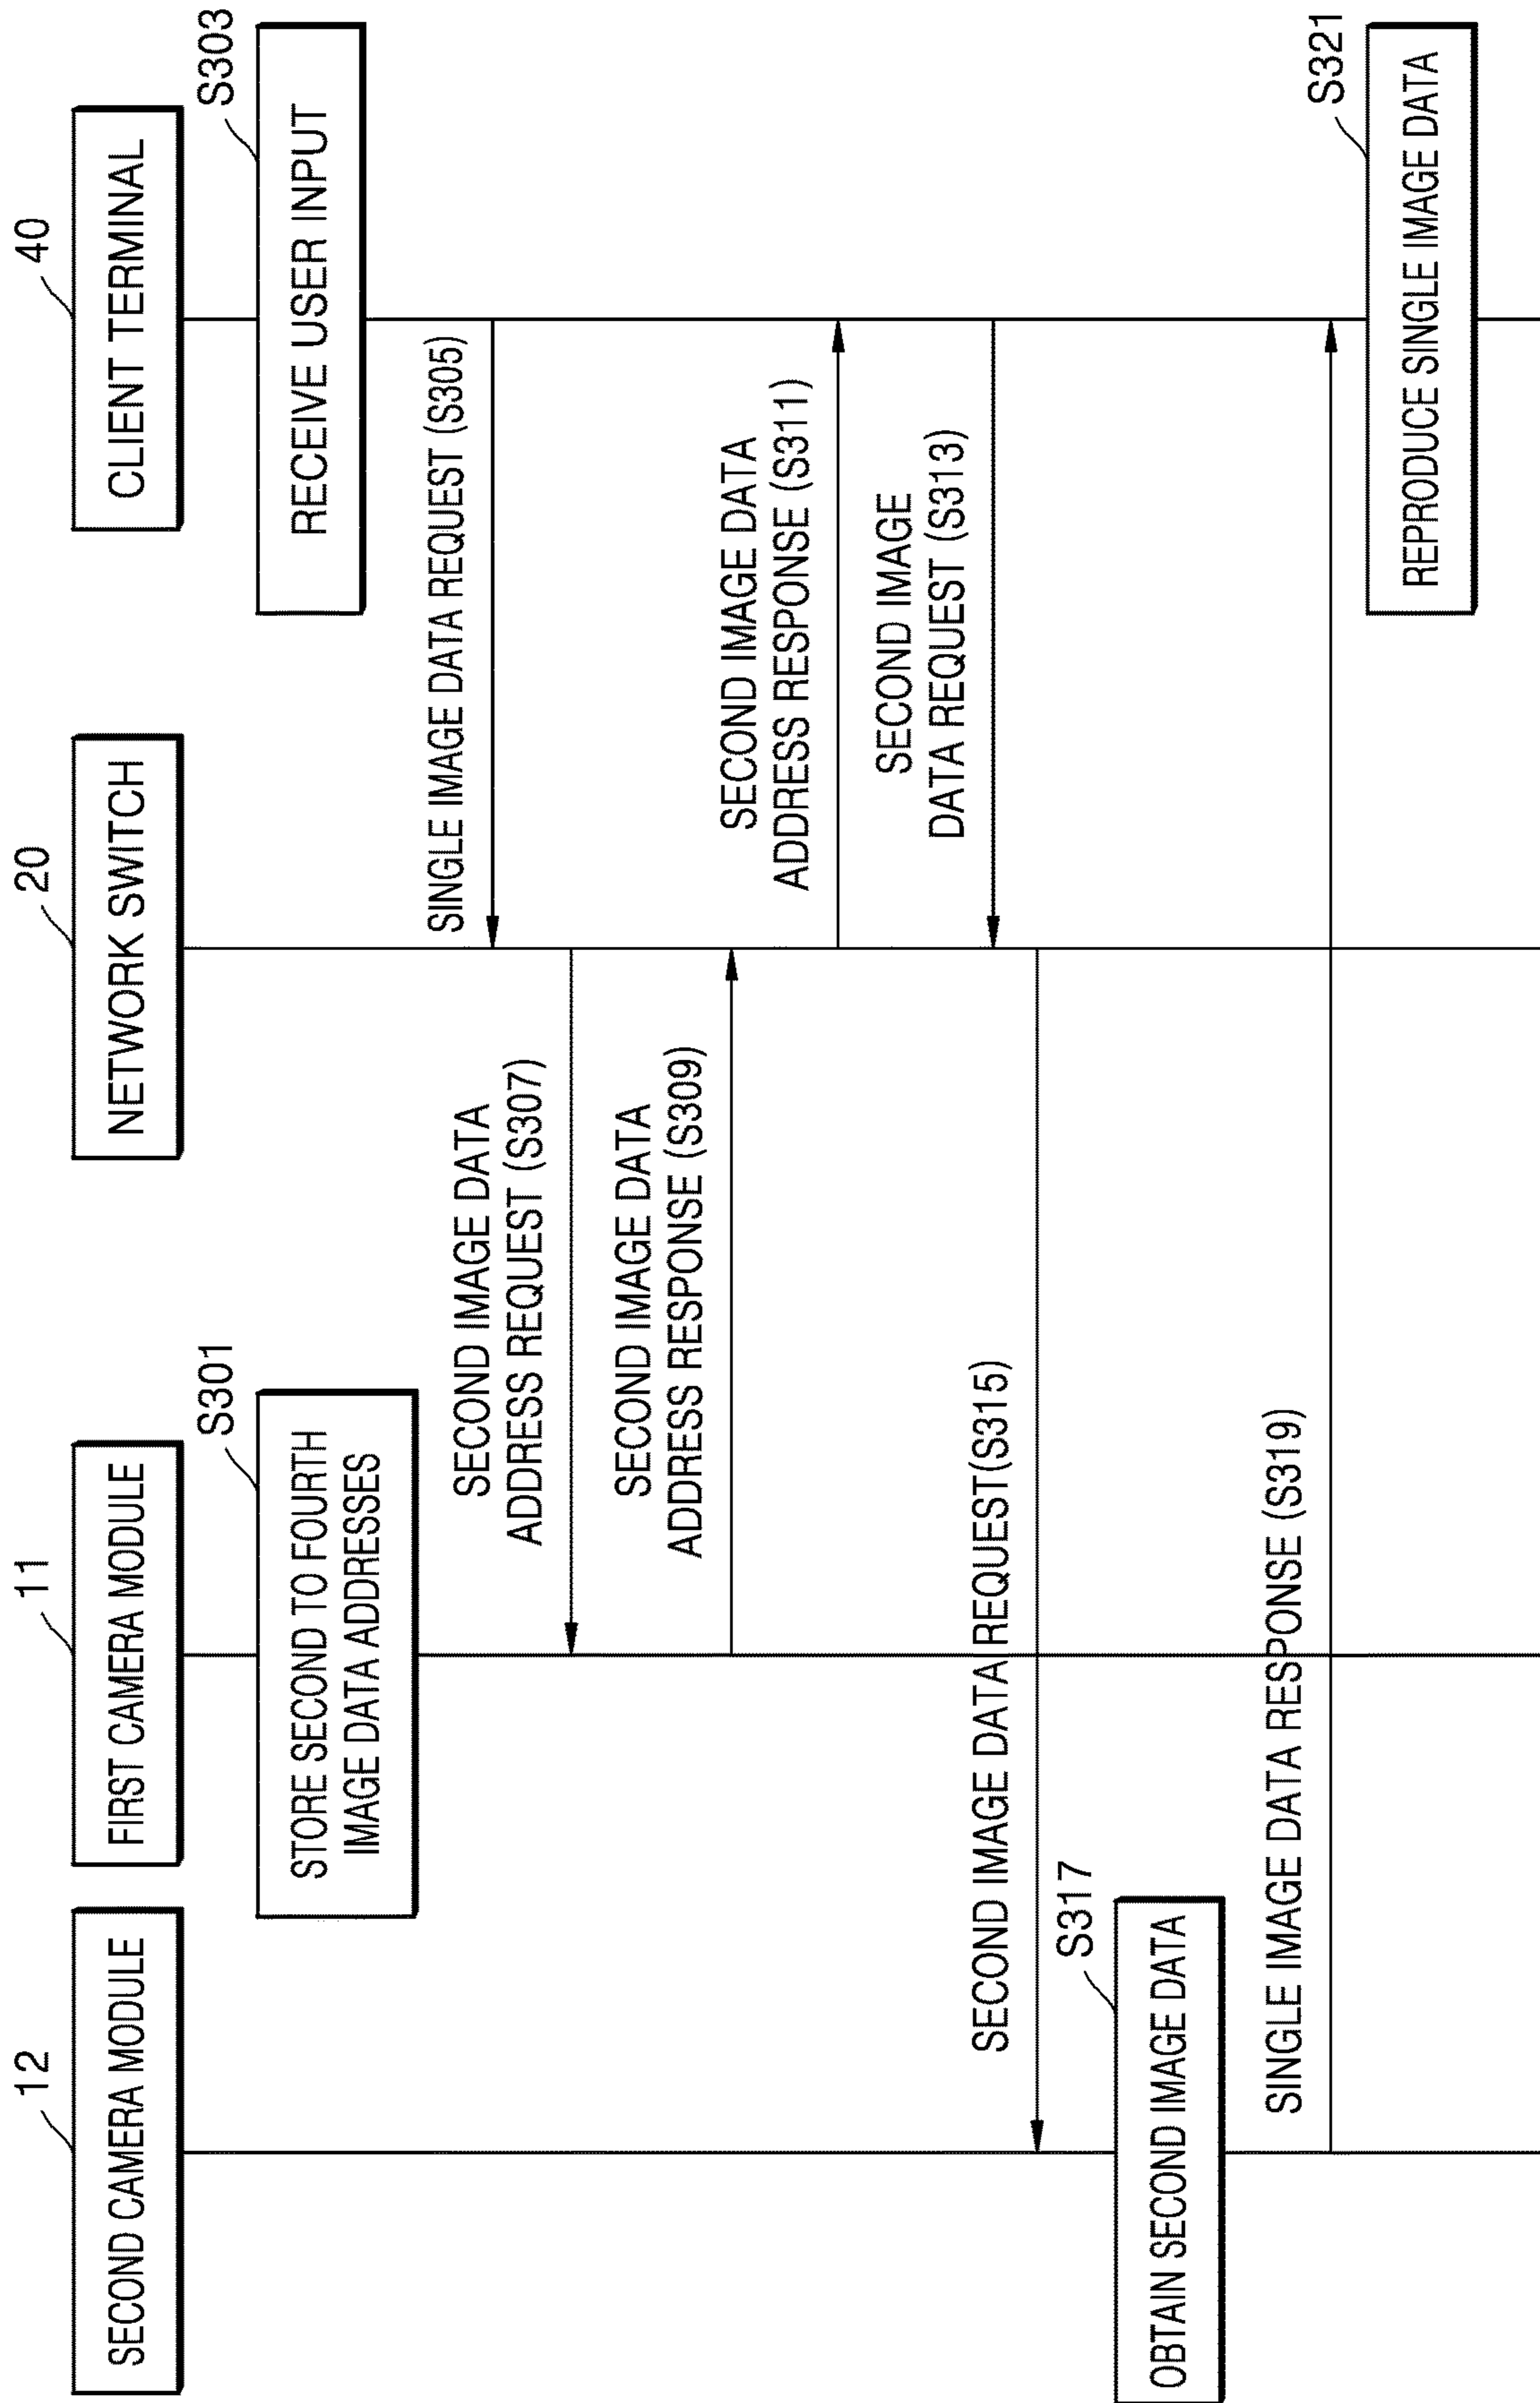 12
SECOND CAMERA MODULE
11
FIRST CAMERA MODULE
20
NETWORK SWITCH
40
CLIENT TERMINAL
S301
STORE SECOND TO FOURTH
IMAGE DATA ADDRESSES
S303
RECEIVE USER INPUT
SINGLE IMAGE DATA REQUEST (S305)
SECOND IMAGE DATA
ADDRESS REQUEST (S307)
SECOND IMAGE DATA
ADDRESS RESPONSE (S309)
SECOND IMAGE DATA
ADDRESS RESPONSE (S311)
SECOND IMAGE
DATA REQUEST (S313)
SECOND IMAGE DATA REQUEST(S315)
S317
OBTAIN SECOND IMAGE DATA
SINGLE IMAGE DATA RESPONSE (S319)
S321
REPRODUCE SINGLE IMAGE DATA